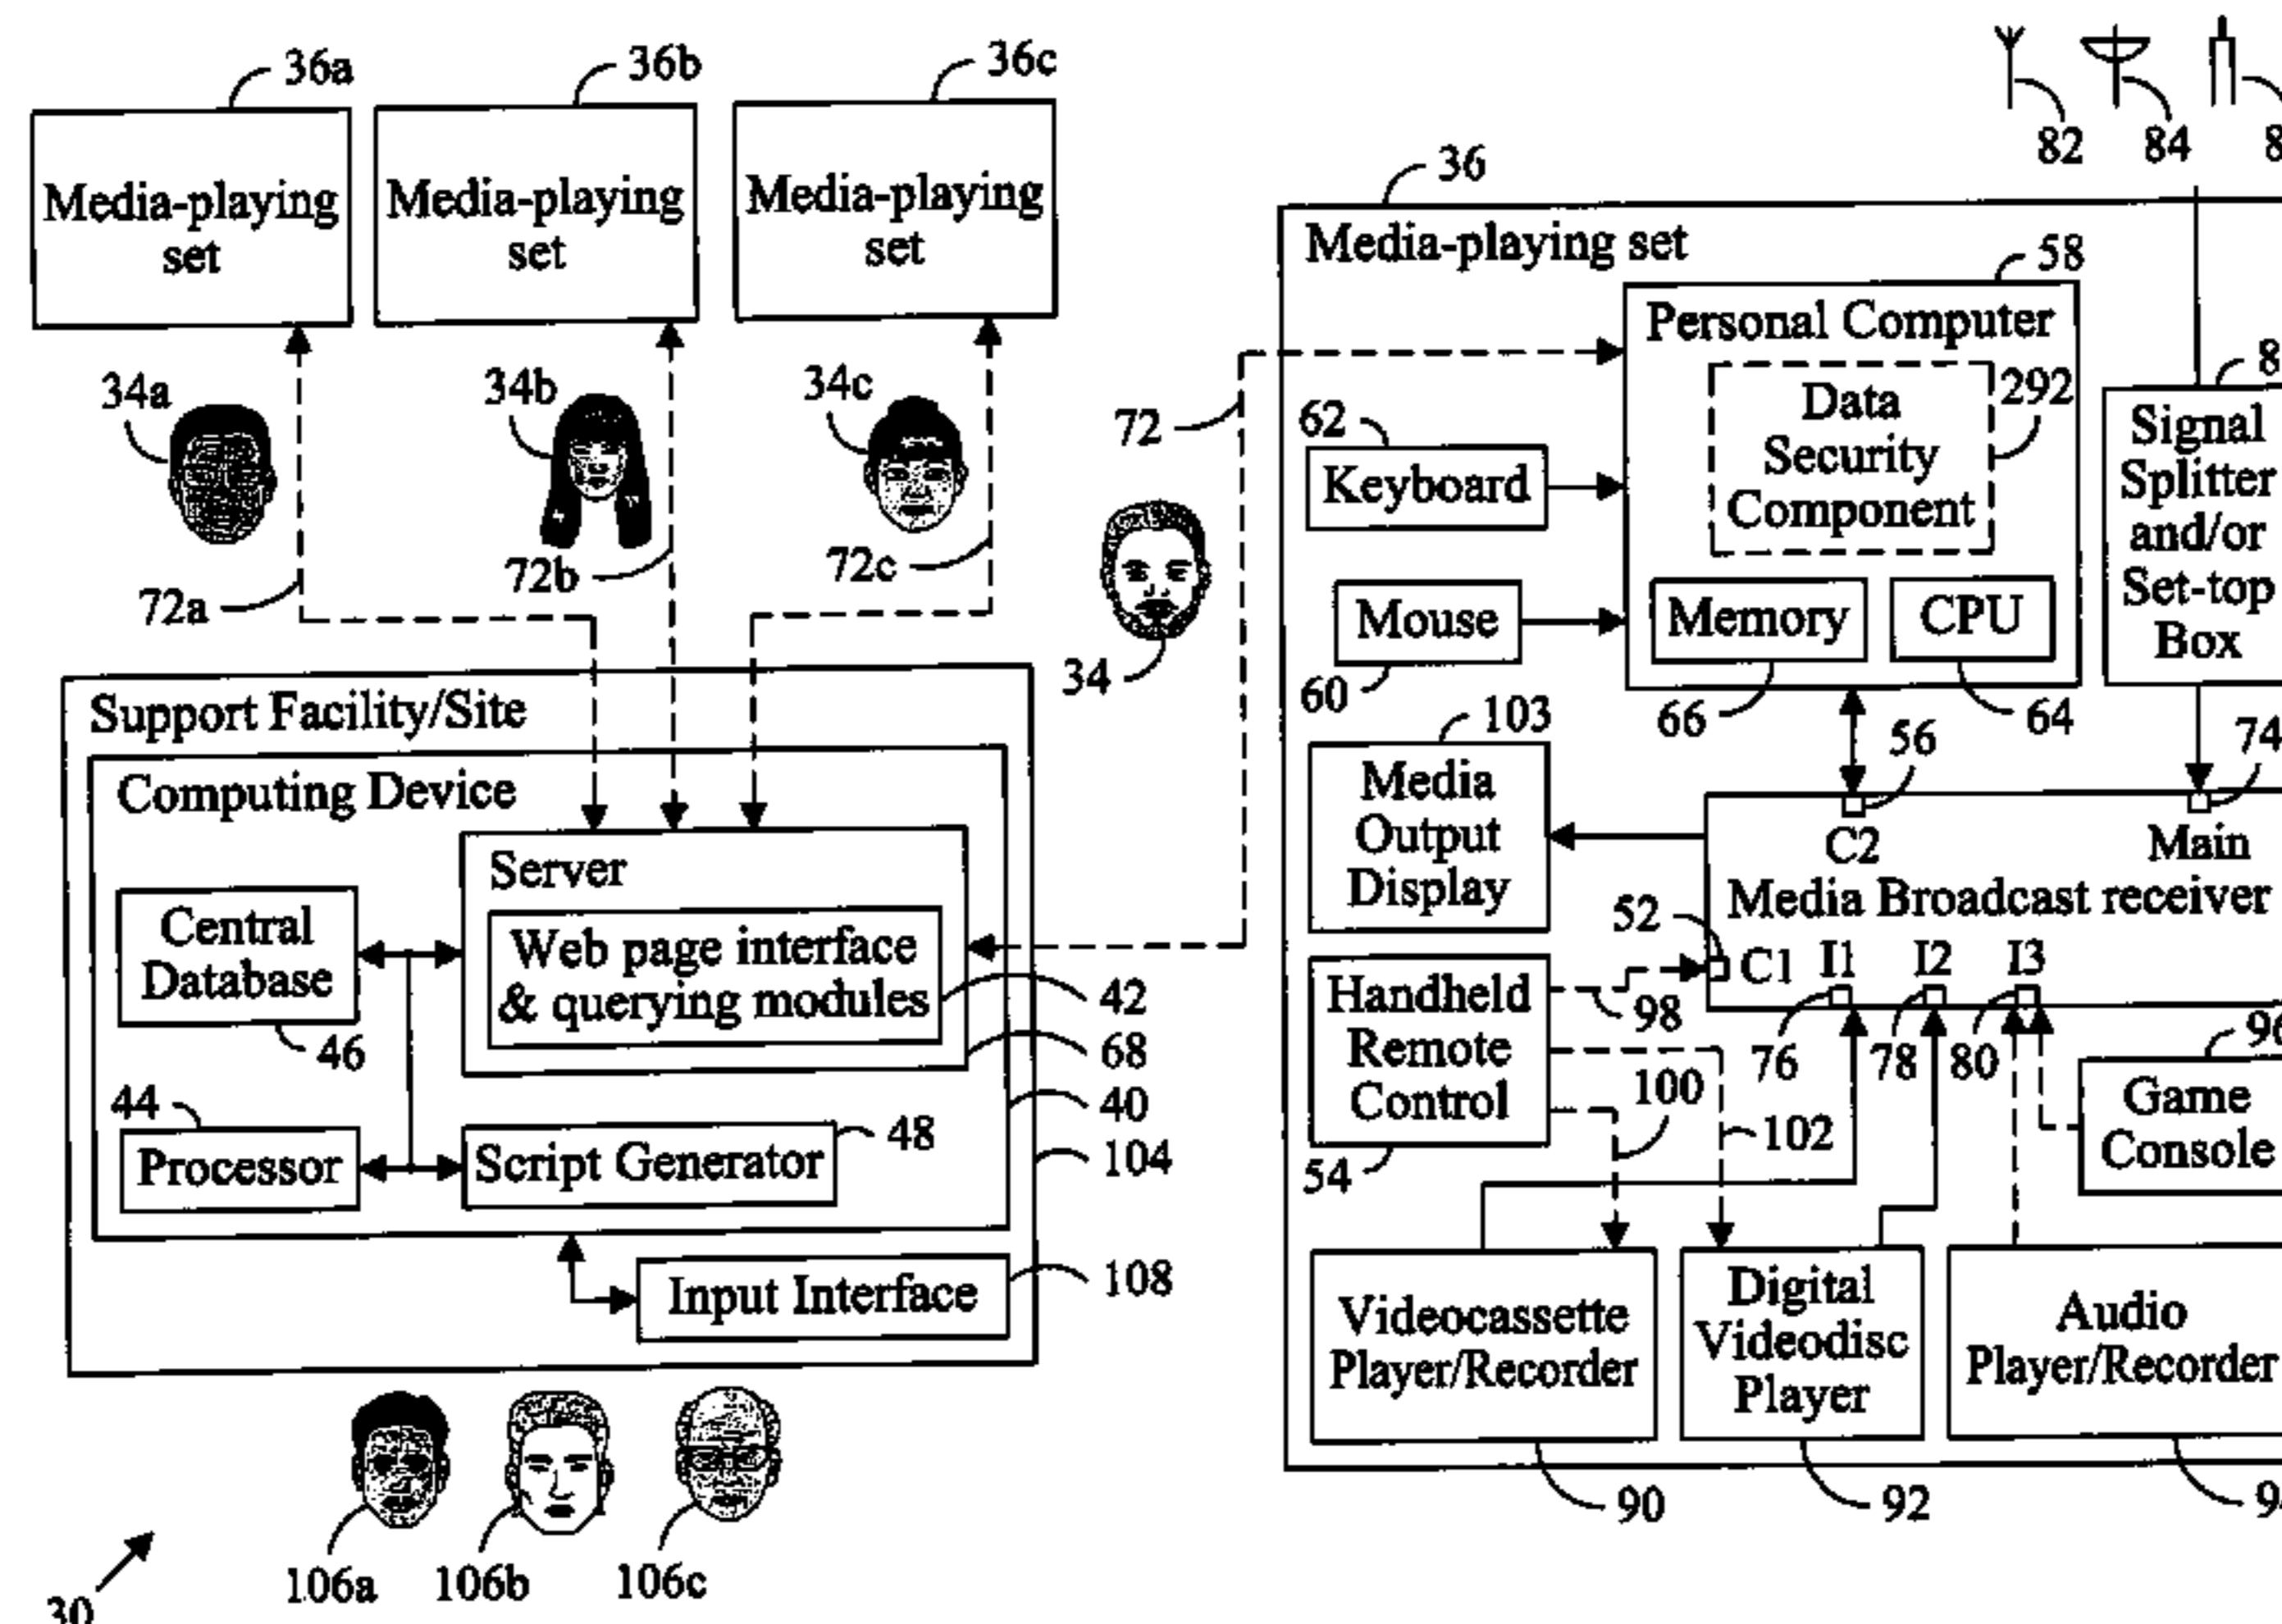 36a
36b
36c
Media-playing
set
Media-playing
set
Media-playing
set
34a
34b
34c
72a
72b
72c
Support Facility/Site
Computing Device
Server
Web page interface
& querying modules
Central
Database
46
44
Processor
Script Generator
48
Input Interface
42
68
40
104
108
106a
106b
106c
30
72
34
82
84
36
Media-playing set
58
Personal Computer
Data
Security
Component
292
Memory
CPU
66
64
62
Keyboard
Mouse
60
Signal
Splitter
and/or
Set-top
Box
103
Media
Output
Display
56
74
C2
Main
Media Broadcast receiver
52
C1
I1
I2
I3
76
78
80
Handheld
Remote
Control
54
98
100
102
Game
Console
Videocassette
Player/Recorder
Digital
Videodisc
Player
Audio
Player/Recorder
90
92